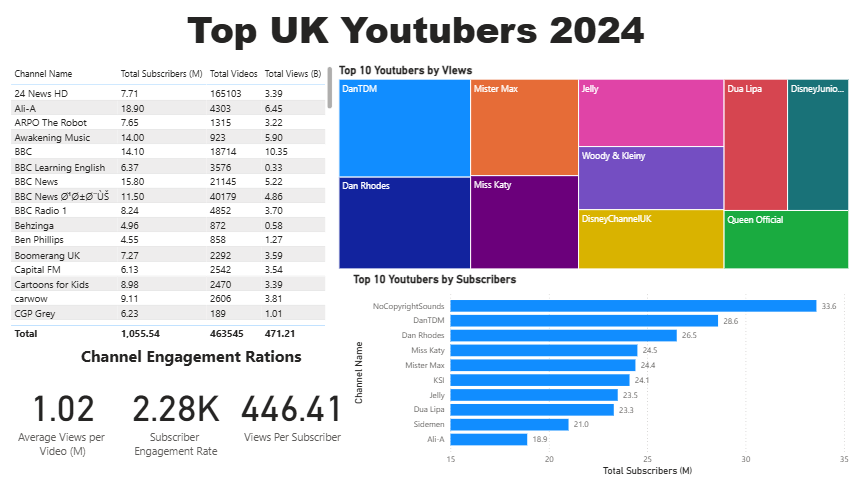 Top UK Youtubers 2024
Channel Name Total Subscribers (M) Total Videos Total Views (B)
24 News HD 7.71 165103 3.39
Ali-A 18.90 4303 6.45
ARPO The Robot 7.65 1315 3.22
Awakening Music 14.00 923 5.90
BBC 14.10 18714 10.35
BBC Learning English 6.37 3576 0.33
BBC News 15.80 21145 5.22
BBC News 11.50 40179 4.86
BBC Radio 1 8.24 4852 3.70
Behzinga 4.96 872 0.58
Ben Phillips 4.55 858 1.27
Boomerang UK 7.27 2292 3.59
Capital FM 6.13 2542 3.54
Cartoons for Kids 8.98 2470 3.39
carwow 9.11 2606 3.81
CGP Grey 6.23 189 1.01
Total 1,055.54 463545 471.21
Top 10 Youtubers by Views
DanTDM
Dan Rhodes
Mister Max
Miss Katy
Jelly
Woody & Kleiny
DisneyChannelUK
Dua Lipa
DisneyJunio...
Queen Official
Channel Engagement Rations
1.02
Average Views per
Video (M)
2.28K
Subscriber
Engagement Rate
446.41
Views Per Subscriber
Top 10 Youtubers by Subscribers
Channel Name
NoCopyrightSounds 33.6
DanTDM 28.6
Dan Rhodes 26.5
Miss Katy 24.5
Mister Max 24.4
KSI 24.1
Jelly 23.5
Dua Lipa 23.3
Sidemen 21.0
Ali-A 18.9
15 20 25 30 35
Total Subscribers (M)